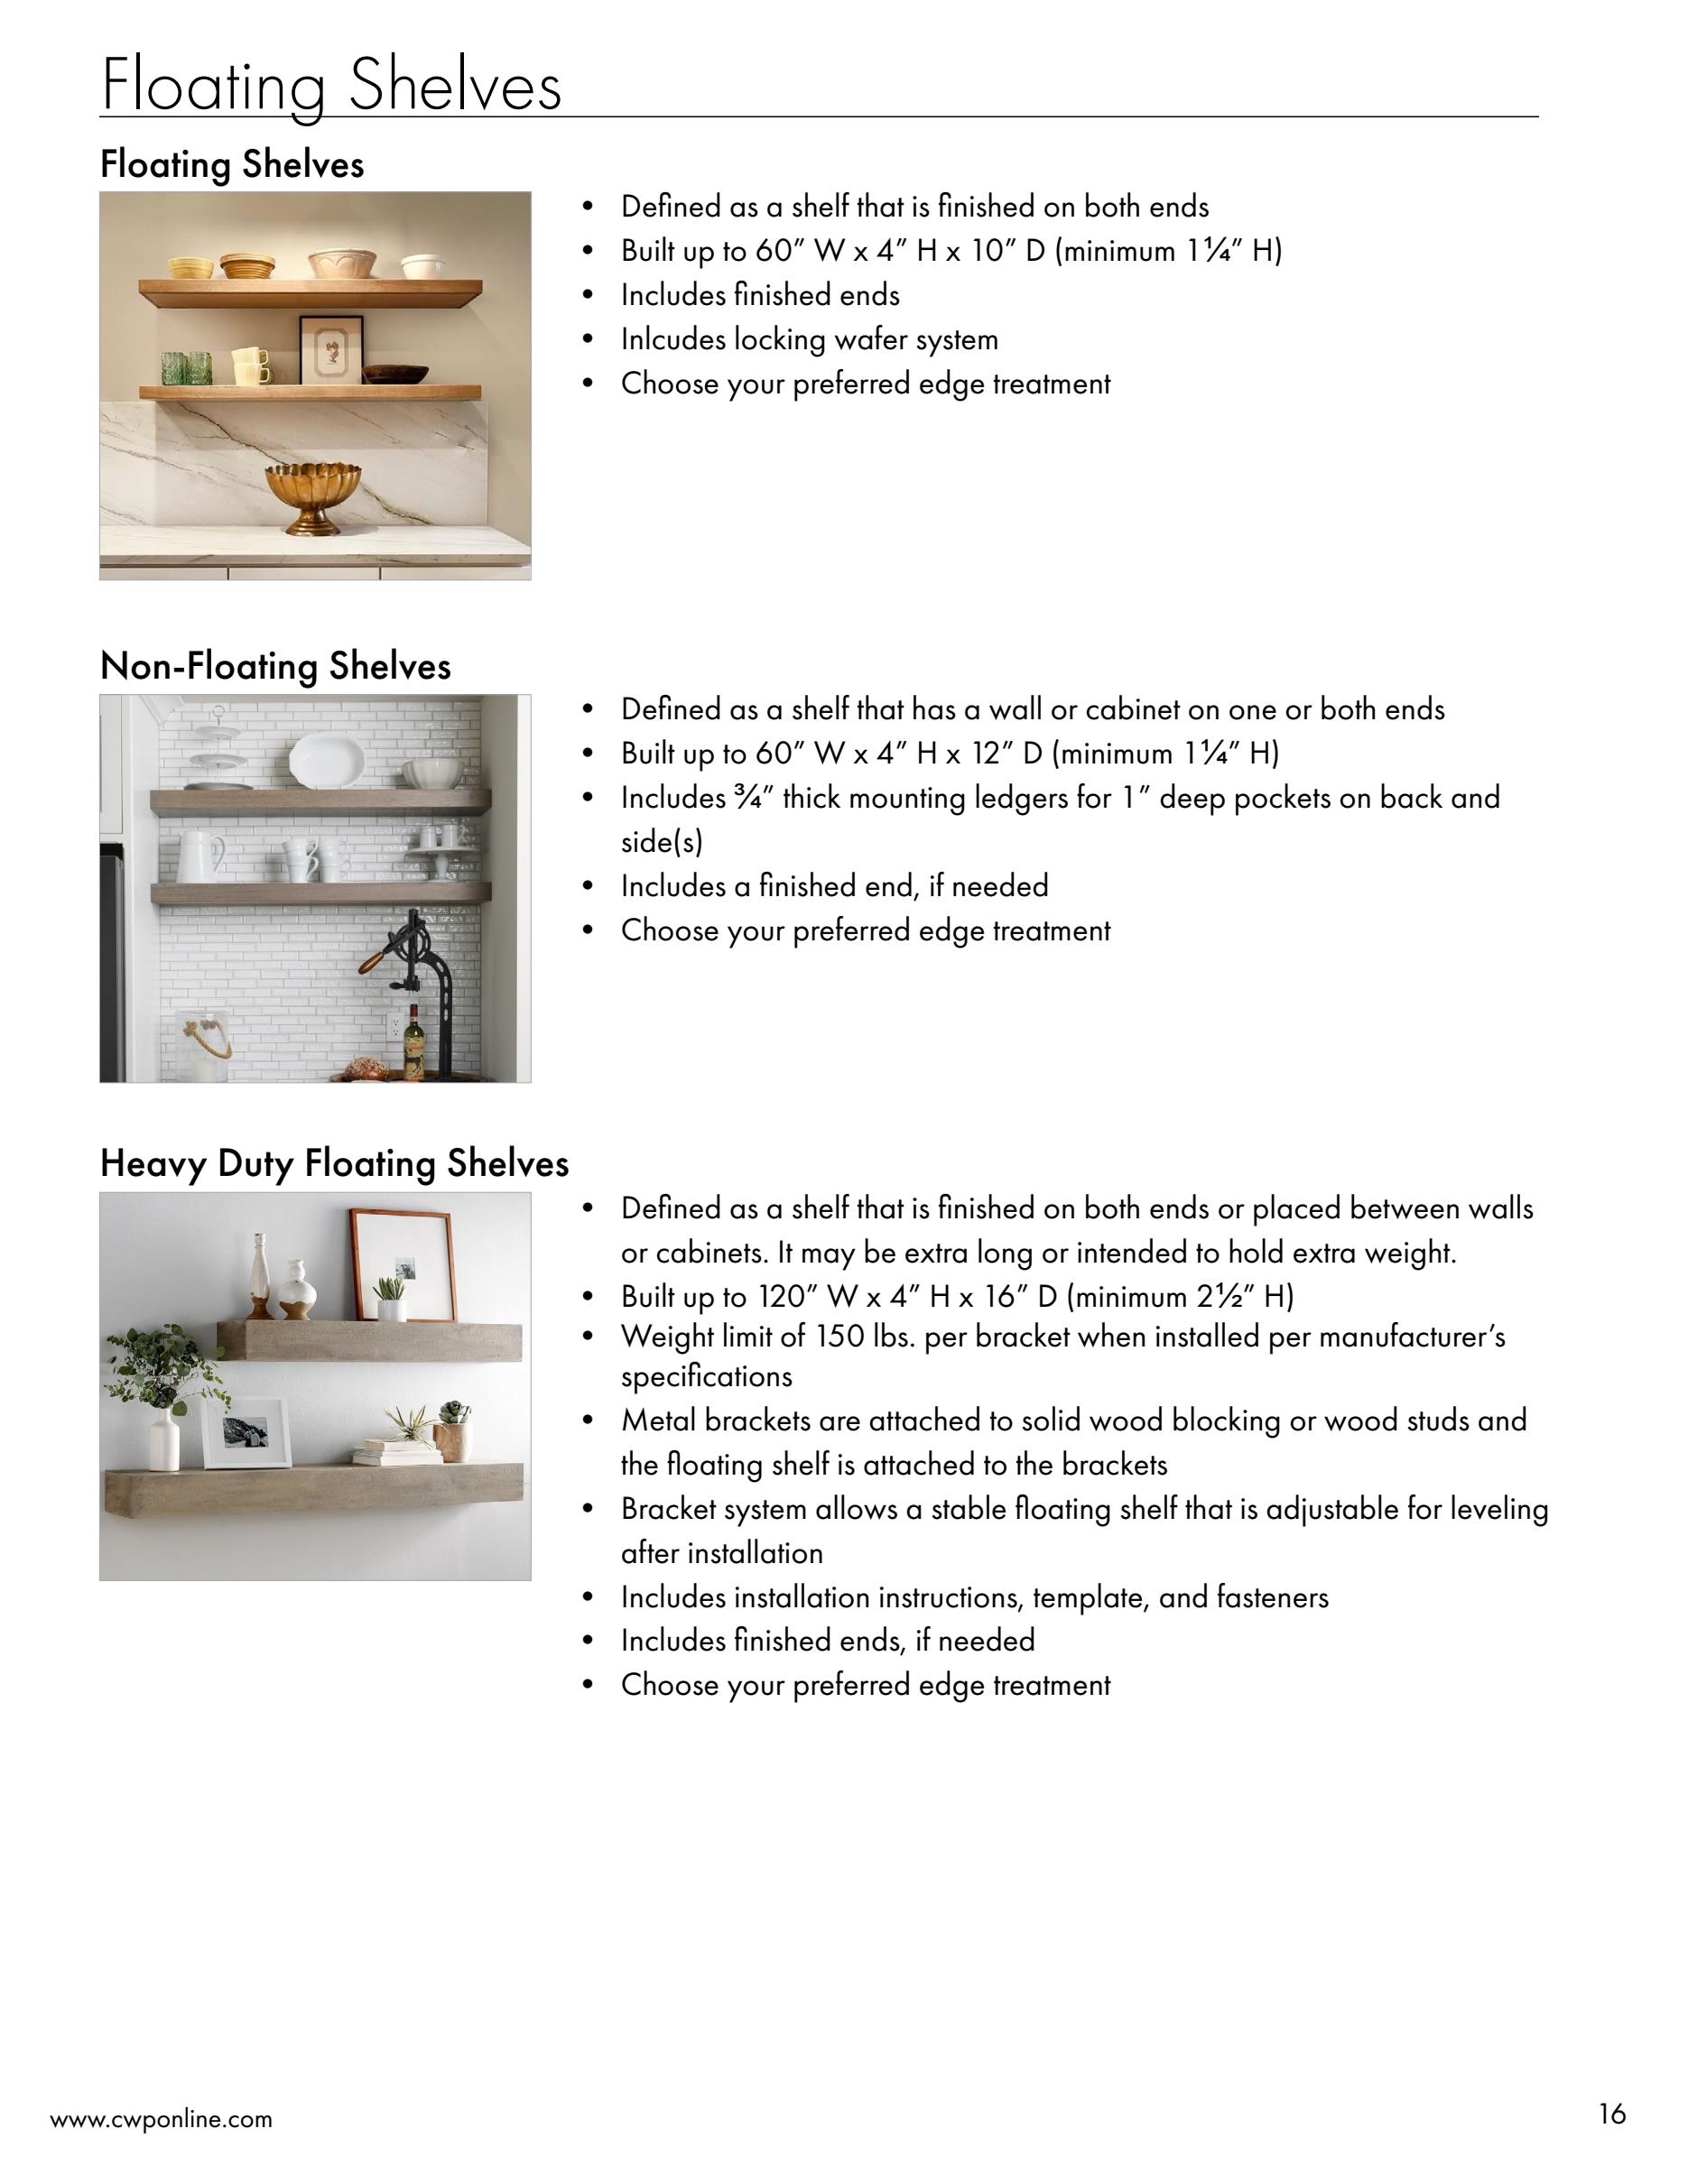 Floating Shelves
Floating Shelves
• Defined as a shelf that is finished on both ends
• Built up to 60” W x 4” H x 10” D (minimum 1¼” H)
• Includes finished ends
• Inlcudes locking wafer system
• Choose your preferred edge treatment
Non-Floating Shelves
• Defined as a shelf that has a wall or cabinet on one or both ends
• Built up to 60” W x 4” H x 12” D (minimum 1¼” H)
• Includes ¾” thick mounting ledgers for 1” deep pockets on back and
side(s)
• Includes a finished end, if needed
• Choose your preferred edge treatment
Heavy Duty Floating Shelves
• Defined as a shelf that is finished on both ends or placed between walls
or cabinets. It may be extra long or intended to hold extra weight.
• Built up to 120” W x 4” H x 16” D (minimum 2½” H)
• Weight limit of 150 lbs. per bracket when installed per manufacturer’s
specifications
• Metal brackets are attached to solid wood blocking or wood studs and
the floating shelf is attached to the brackets
• Bracket system allows a stable floating shelf that is adjustable for leveling
after installation
• Includes installation instructions, template, and fasteners
• Includes finished ends, if needed
• Choose your preferred edge treatment
www.cwponline.com
16